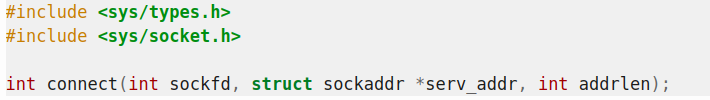 #include <sys/types.h>
#include <sys/socket.h>
int connect(int sockfd, struct sockaddr *serv_addr, int addrlen);